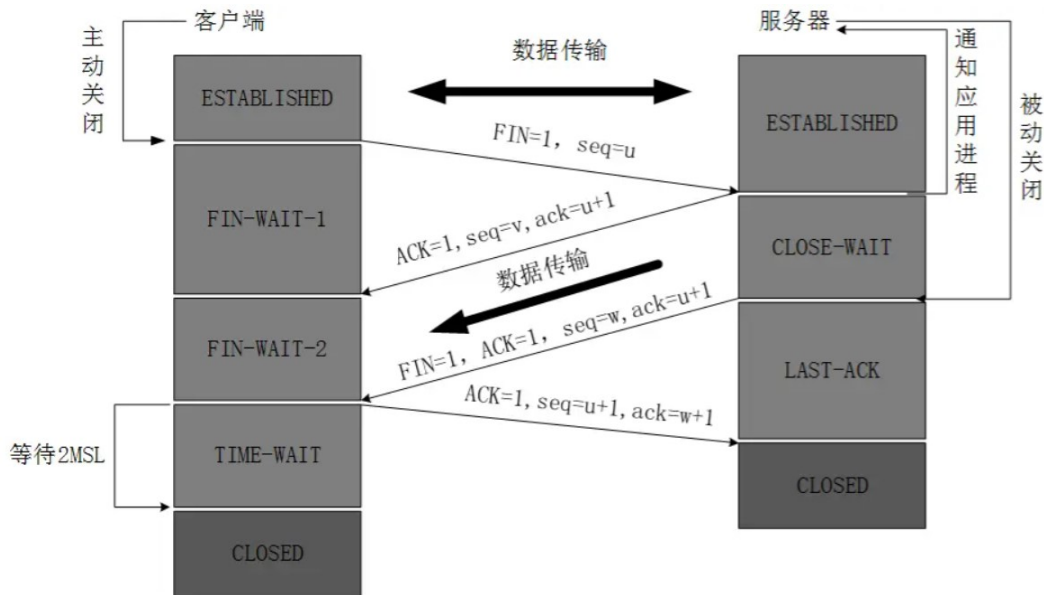 客户端
服务器
主动关闭
数据传输
通知应用进程
被动关闭
ESTABLISHED
ESTABLISHED
FIN=1, seq=u
FIN-WAIT-1
ACK=1,seq=v,ack=u+1
CLOSE-WAIT
数据传输
FIN-WAIT-2
FIN=1, ACK=1, seq=w,ack=u+1
LAST-ACK
ACK=1,seq=u+1,ack=w+1
等待2MSL
TIME-WAIT
CLOSED
CLOSED